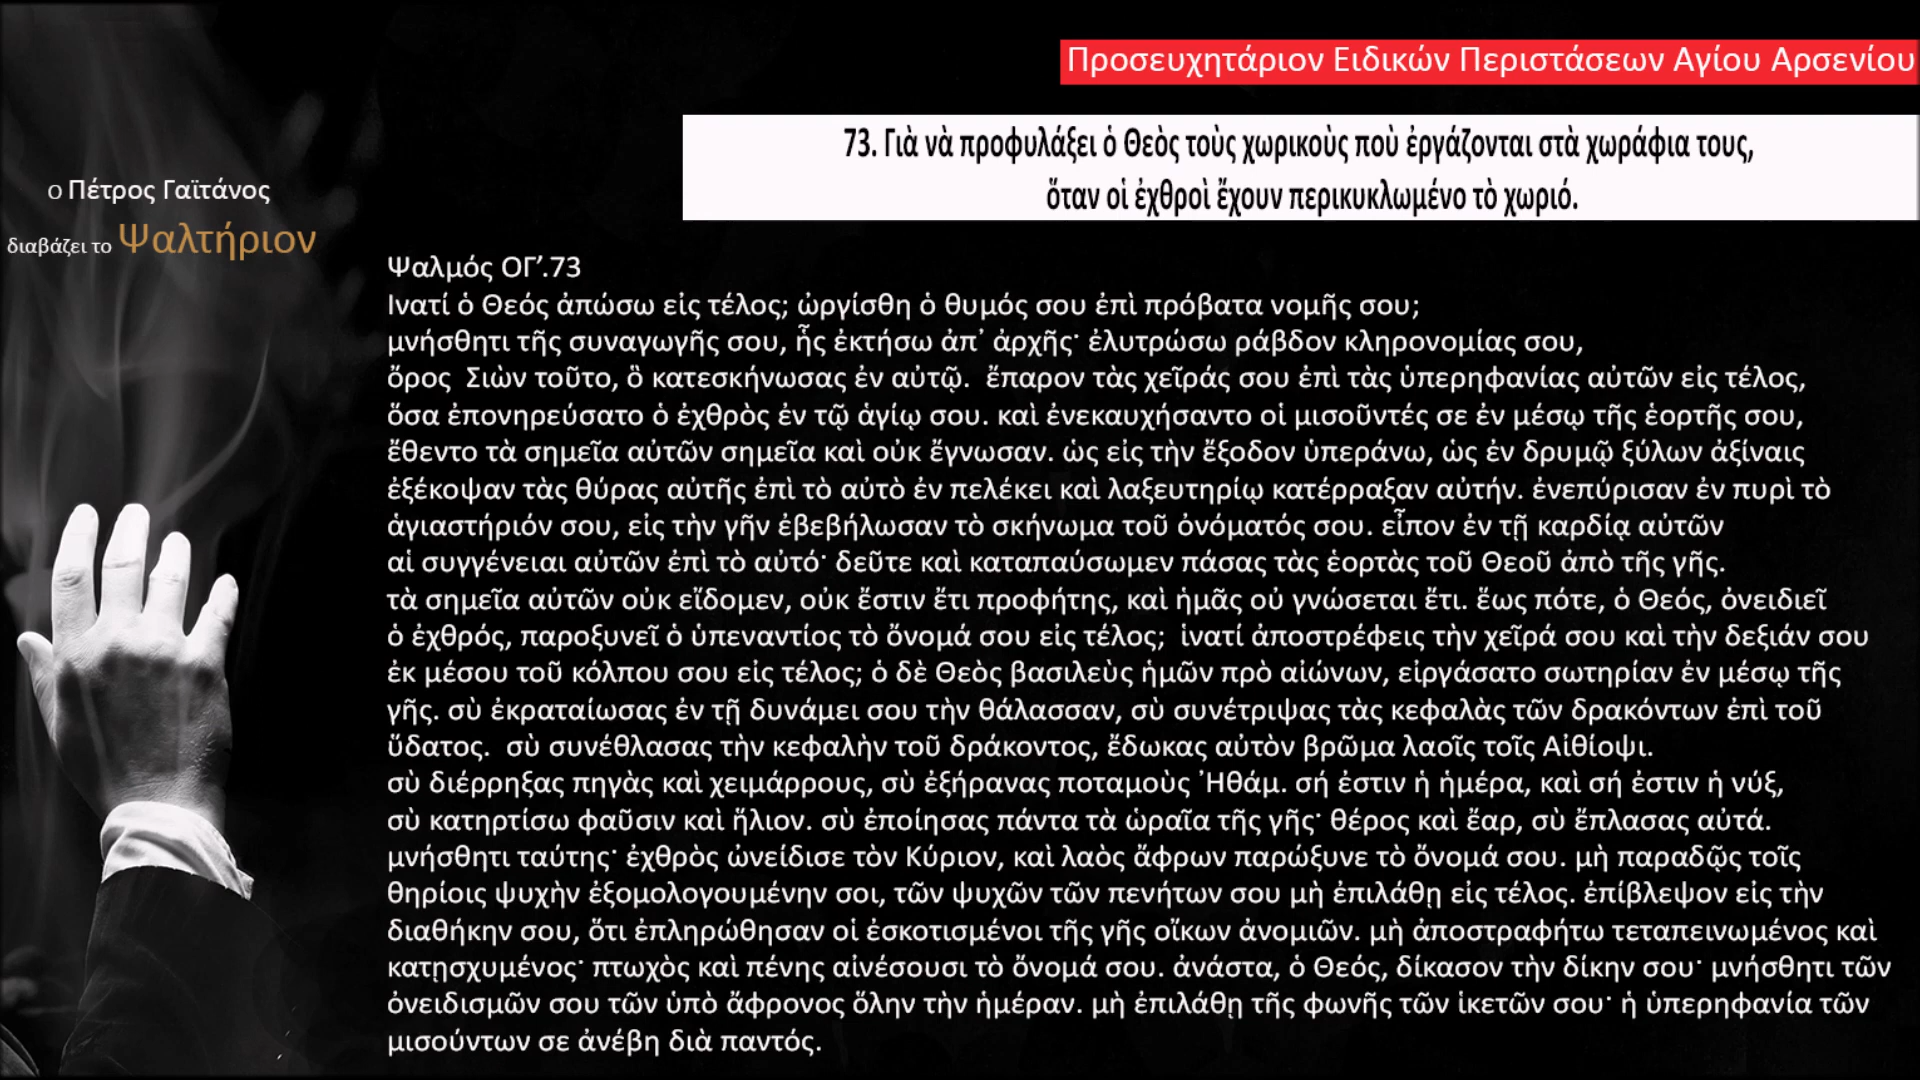 Προσευχητάριον Ειδικών Περιστάσεων Αγίου Αρσενίου
73. Γιὰ νὰ προφυλάξει ὁ Θεὸς τοὺς χωρικοὺς ποὺ ἐργάζονται στὰ χωράφια τους,
ὅταν οἱ ἐχθροὶ ἔχουν περικυκλωμένο τὸ χωριό.
ο Πέτρος Γαϊτάνος
διαβάζει το Ψαλτήριον
Ψαλμός ΟΓ’.73
Ινατί ὁ Θεός ἀπώσω εἰς τέλος; ὠργίσθη ὁ θυμός σου ἐπὶ πρόβατα νομῆς σου;
μνήσθητι τῆς συναγωγῆς σου, ἧς ἐκτήσω ἀπ᾿ ἀρχῆς· ἐλυτρώσω ράβδον κληρονομίας σου,
ὄρος Σιὼν τοῦτο, ὃ κατεσκήνωσας ἐν αὐτῷ. ἔπαρον τὰς χεῖράς σου ἐπὶ τὰς ὑπερηφανίας αὐτῶν εἰς τέλος,
ὅσα ἐπονηρεύσατο ὁ ἐχθρὸς ἐν τῷ ἁγίῳ σου. καὶ ἐνεκαυχήσαντο οἱ μισοῦντές σε ἐν μέσῳ τῆς ἑορτῆς σου,
ἔθεντο τὰ σημεῖα αὐτῶν σημεῖα καὶ οὐκ ἔγνωσαν. ὡς εἰς τὴν ἔξοδον ὑπεράνω, ὡς ἐν δρυμῷ ξύλων ἀξίναις
ἐξέκοψαν τὰς θύρας αὐτῆς ἐπὶ τὸ αὐτὸ ἐν πελέκει καὶ λαξευτηρίῳ κατέρραξαν αὐτήν. ἐνεπύρισαν ἐν πυρὶ τὸ
ἁγιαστήριόν σου, εἰς τὴν γῆν ἐβεβήλωσαν τὸ σκήνωμα τοῦ ὀνόματός σου. εἶπον ἐν τῇ καρδίᾳ αὐτῶν
αἱ συγγένειαι αὐτῶν ἐπὶ τὸ αὐτό· δεῦτε καὶ καταπαύσωμεν πάσας τὰς ἑορτὰς τοῦ Θεοῦ ἀπὸ τῆς γῆς.
τὰ σημεῖα αὐτῶν οὐκ εἴδομεν, οὐκ ἔστιν ἔτι προφήτης, καὶ ἡμᾶς οὐ γνώσεται ἔτι. ἕως πότε, ὁ Θεός, ὀνειδιεῖ
ὁ ἐχθρός, παροξυνεῖ ὁ ὑπεναντίος τὸ ὄνομά σου εἰς τέλος; ἱνατί ἀποστρέφεις τὴν χεῖρά σου καὶ τὴν δεξιάν σου
ἐκ μέσου τοῦ κόλπου σου εἰς τέλος; ὁ δὲ Θεὸς βασιλεὺς ἡμῶν πρὸ αἰώνων, εἰργάσατο σωτηρίαν ἐν μέσῳ τῆς
γῆς. σὺ ἐκραταίωσας ἐν τῇ δυνάμει σου τὴν θάλασσαν, σὺ συνέτριψας τὰς κεφαλὰς τῶν δρακόντων ἐπὶ τοῦ
ὕδατος. σὺ συνέθλασας τὴν κεφαλὴν τοῦ δράκοντος, ἔδωκας αὐτὸν βρῶμα λαοῖς τοῖς Αἰθίοψι.
σὺ διέρρηξας πηγὰς καὶ χειμάρρους, σὺ ἐξήρανας ποταμοὺς ᾿Ηθάμ. σή ἐστιν ἡ ἡμέρα, καὶ σή ἐστιν ἡ νύξ,
σὺ κατηρτίσω φαῦσιν καὶ ἥλιον. σὺ ἐποίησας πάντα τὰ ὡραῖα τῆς γῆς· θέρος καὶ ἔαρ, σὺ ἔπλασας αὐτά.
μνήσθητι ταύτης· ἐχθρὸς ὠνείδισε τὸν Κύριον, καὶ λαὸς ἄφρων παρώξυνε τὸ ὄνομά σου. μὴ παραδῷς τοῖς
θηρίοις ψυχὴν ἐξομολογουμένην σοι, τῶν ψυχῶν τῶν πενήτων σου μὴ ἐπιλάθῃ εἰς τέλος. ἐπίβλεψον εἰς τὴν
διαθήκην σου, ὅτι ἐπληρώθησαν οἱ ἐσκοτισμένοι τῆς γῆς οἴκων ἀνομιῶν. μὴ ἀποστραφήτω τεταπεινωμένος καὶ
κατῃσχυμένος· πτωχὸς καὶ πένης αἰνέσουσι τὸ ὄνομά σου. ἀνάστα, ὁ Θεός, δίκασον τὴν δίκην σου· μνήσθητι τῶν
ὀνειδισμῶν σου τῶν ὑπὸ ἄφρονος ὅλην τὴν ἡμέραν. μὴ ἐπιλάθῃ τῆς φωνῆς τῶν ἱκετῶν σου· ἡ ὑπερηφανία τῶν
μισούντων σε ἀνέβη διὰ παντός.